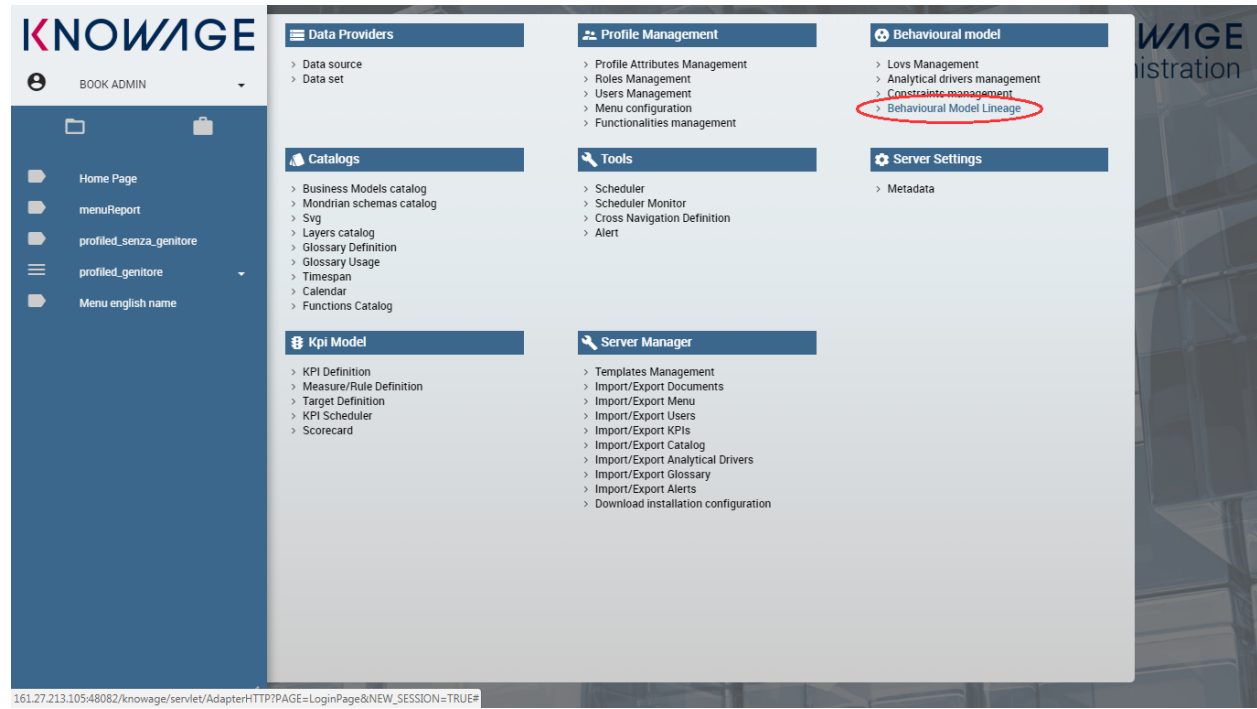 KNOWAGE
BOOK ADMIN
Home Page
menuReport
profiled_senza_genitore
profiled_genitore
Menu english name
Data Providers
> Data source
> Data set
Profile Management
> Profile Attributes Management
> Roles Management
> Users Management
> Menu configuration
> Functionalities management
Behavioural model
> Lovs Management
> Analytical drivers management
> Constraints management
> Behavioural Model Lineage
Catalogs
> Business Models catalog
> Mondrian schemas catalog
> Svg
> Layers catalog
> Glossary Definition
> Glossary Usage
> Timespan
> Calendar
> Functions Catalog
Tools
> Scheduler
> Scheduler Monitor
> Cross Navigation Definition
> Alert
Server Settings
> Metadata
Kpi Model
> KPI Definition
> Measure/Rule Definition
> Target Definition
> KPI Scheduler
> Scorecard
Server Manager
> Templates Management
> Import/Export Documents
> Import/Export Menu
> Import/Export Users
> Import/Export KPIs
> Import/Export Catalog
> Import/Export Analytical Drivers
> Import/Export Glossary
> Import/Export Alerts
> Download installation configuration
WAGE
istration
161.27.213.105:48082/knowage/servlet/AdapterHTTP?PAGE=LoginPage&NEW_SESSION=TRUE#